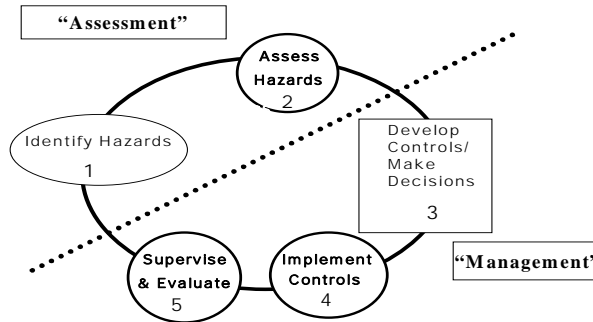 “Assessment”
Assess
Hazards
2
Identify Hazards
1
Develop
Controls/
Make
Decisions
3
Supervise
& Evaluate
5
Implement
Controls
4
“Management”